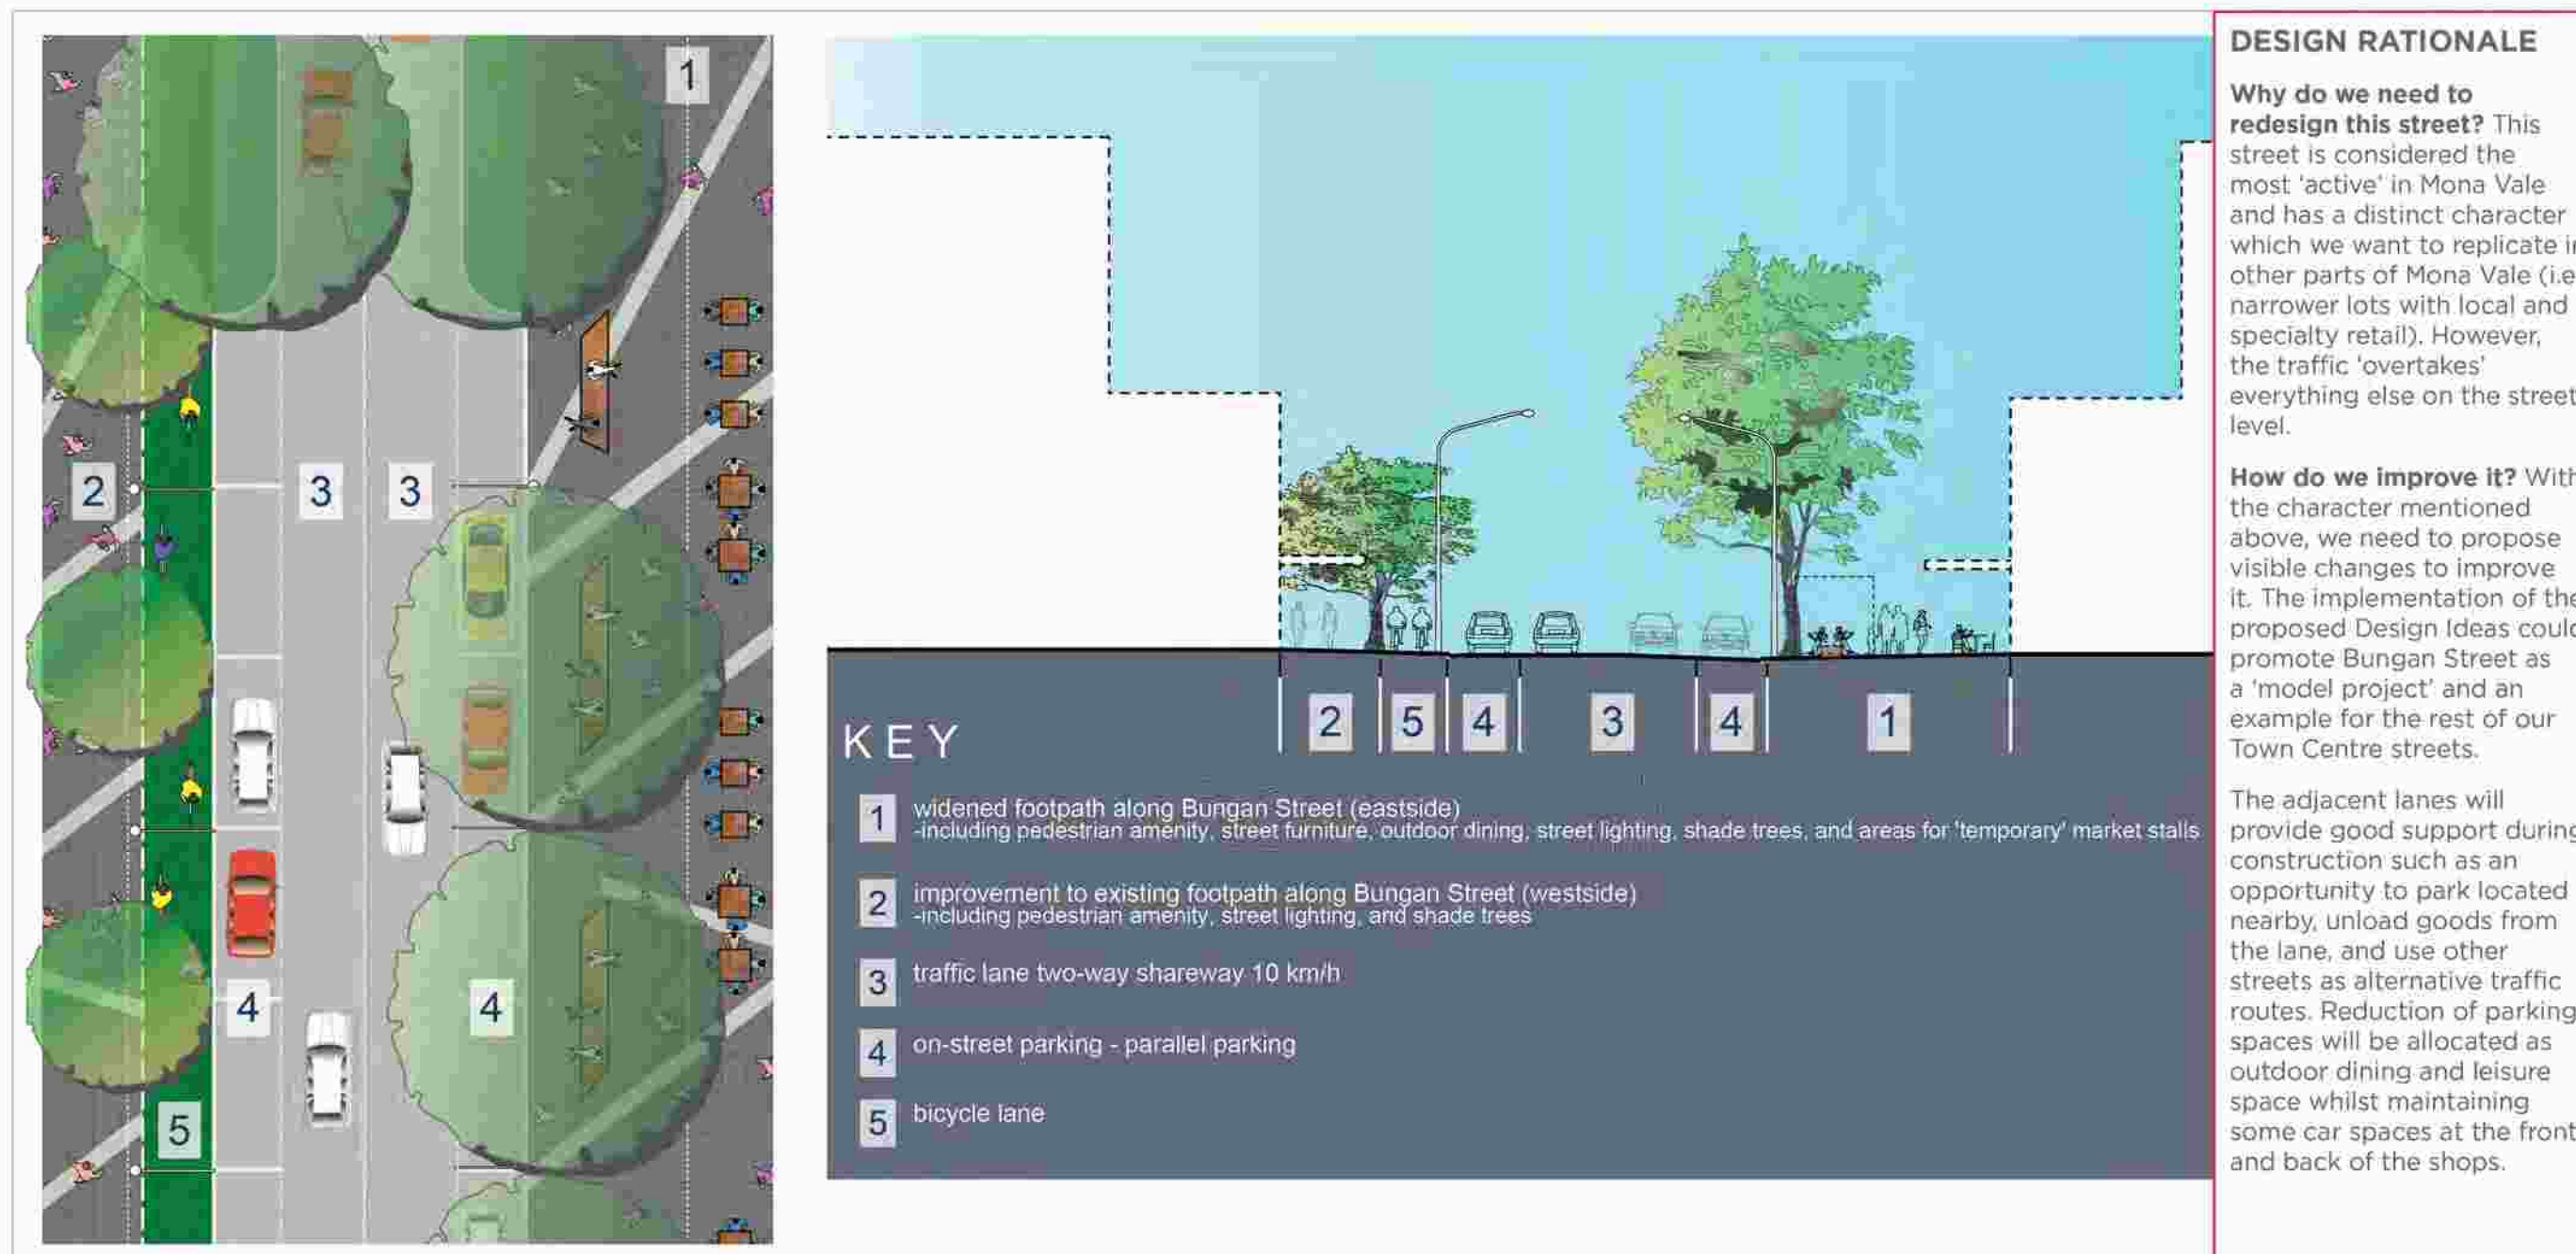 1
2
3
3
4
4
5
2
5
4
3
4
1
KEY
1
widened footpath along Bungan Street (eastside)
-including pedestrian amenity, street furniture, outdoor dining, street lighting, shade trees, and areas for 'temporary' market stalls
2
improvement to existing footpath along Bungan Street (westside)
-including pedestrian amenity, street lighting, and shade trees
3
traffic lane two-way shareway 10 km/h
4
on-street parking - parallel parking
5
bicycle lane
DESIGN RATIONALE
Why do we need to
redesign this street? This
street is considered the
most 'active' in Mona Vale
and has a distinct character
which we want to replicate i
other parts of Mona Vale (i.e
narrower lots with local and
specialty retail). However,
the traffic 'overtakes'
everything else on the street
level.
How do we improve it? With
the character mentioned
above, we need to propose
visible changes to improve
it. The implementation of the
proposed Design Ideas could
promote Bungan Street as
a 'model project' and an
example for the rest of our
Town Centre streets.
The adjacent lanes will
provide good support during
construction such as an
opportunity to park located
nearby, unload goods from
the lane, and use other
streets as alternative traffic
routes. Reduction of parking
spaces will be allocated as
outdoor dining and leisure
space whilst maintaining
some car spaces at the front
and back of the shops.